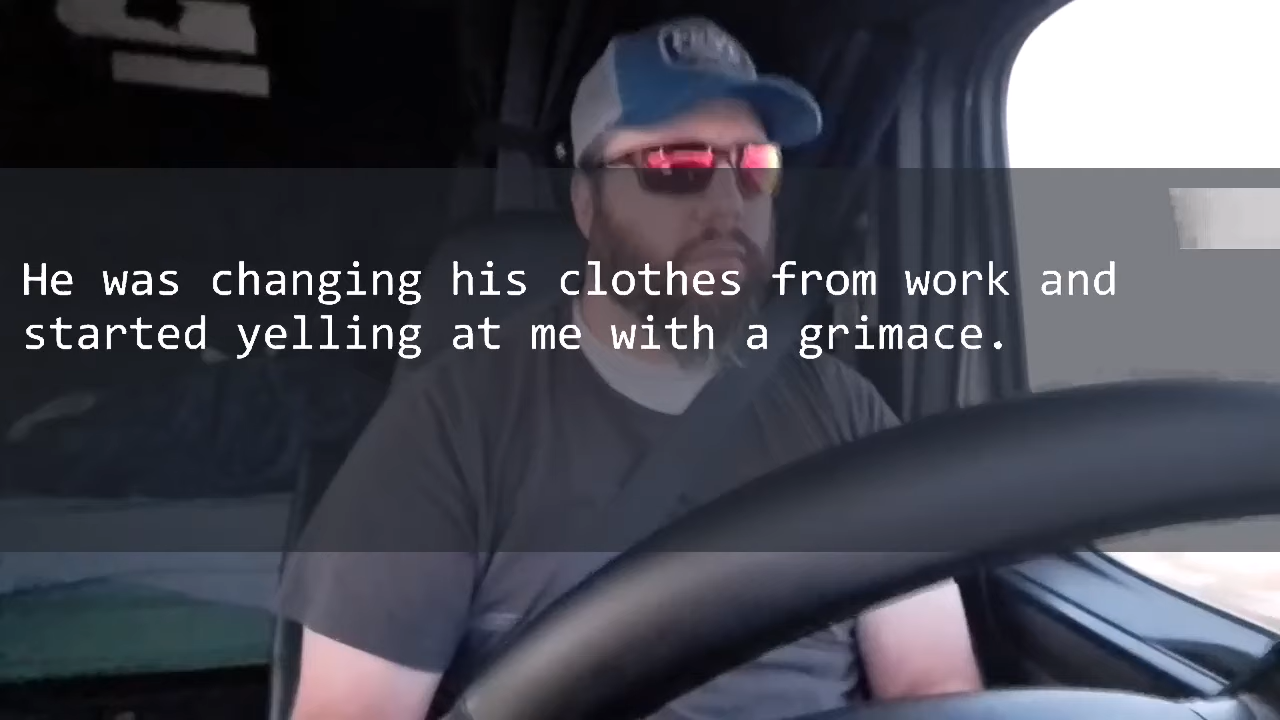 He was changing his clothes from work and
started yelling at me with a grimace.